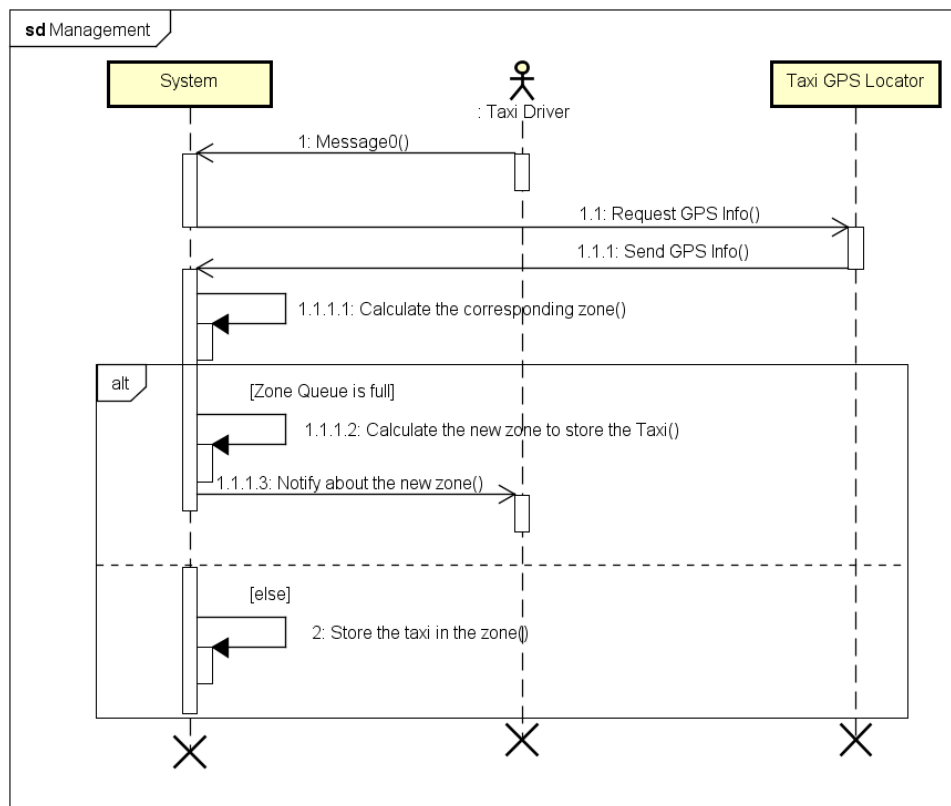 sd Management
System
: Taxi Driver
Taxi GPS Locator
1: Message0()
1.1: Request GPS Info()
1.1.1: Send GPS Info()
1.1.1.1: Calculate the corresponding zone()
alt
[Zone Queue is full]
1.1.1.2: Calculate the new zone to store the Taxi()
1.1.1.3: Notify about the new zone()
[else]
2: Store the taxi in the zone()